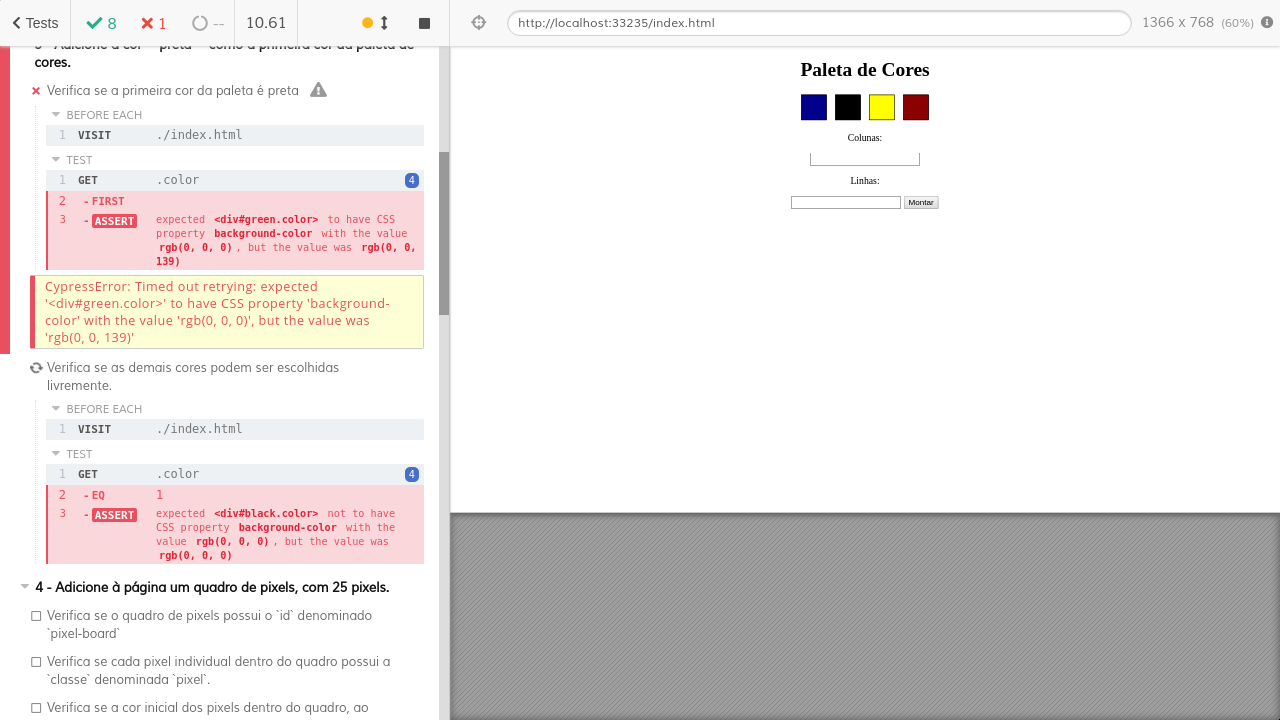 Tests
8
1
--
10.61
http://localhost:33235/index.html
1366 x 768 (60%)
3 - Adicione a cor **preta** como a primeira cor da paleta de
cores.
Verifica se a primeira cor da paleta é preta
BEFORE EACH
1 VISIT ./index.html
TEST
1 GET .color 4
2 - FIRST
3 - ASSERT expected <div#green.color> to have CSS
property background-color with the value
rgb(0, 0, 0), but the value was rgb(0, 0,
139)
CypressError: Timed out retrying: expected
'<div#green.color>' to have CSS property 'background-
color' with the value 'rgb(0, 0, 0)', but the value was
'rgb(0, 0, 139)'
Verifica se as demais cores podem ser escolhidas
livremente.
BEFORE EACH
1 VISIT ./index.html
TEST
1 GET .color 4
2 - EQ 1
3 - ASSERT expected <div#black.color> not to have
CSS property background-color with the
value rgb(0, 0, 0), but the value was
rgb(0, 0, 0)
4 - Adicione à página um quadro de pixels, com 25 pixels.
Verifica se o quadro de pixels possui o `id` denominado
`pixel-board`
Verifica se cada pixel individual dentro do quadro possui a
`classe` denominada `pixel`.
Verifica se a cor inicial dos pixels dentro do quadro, ao
Paleta de Cores
Colunas:
Linhas:
Montar